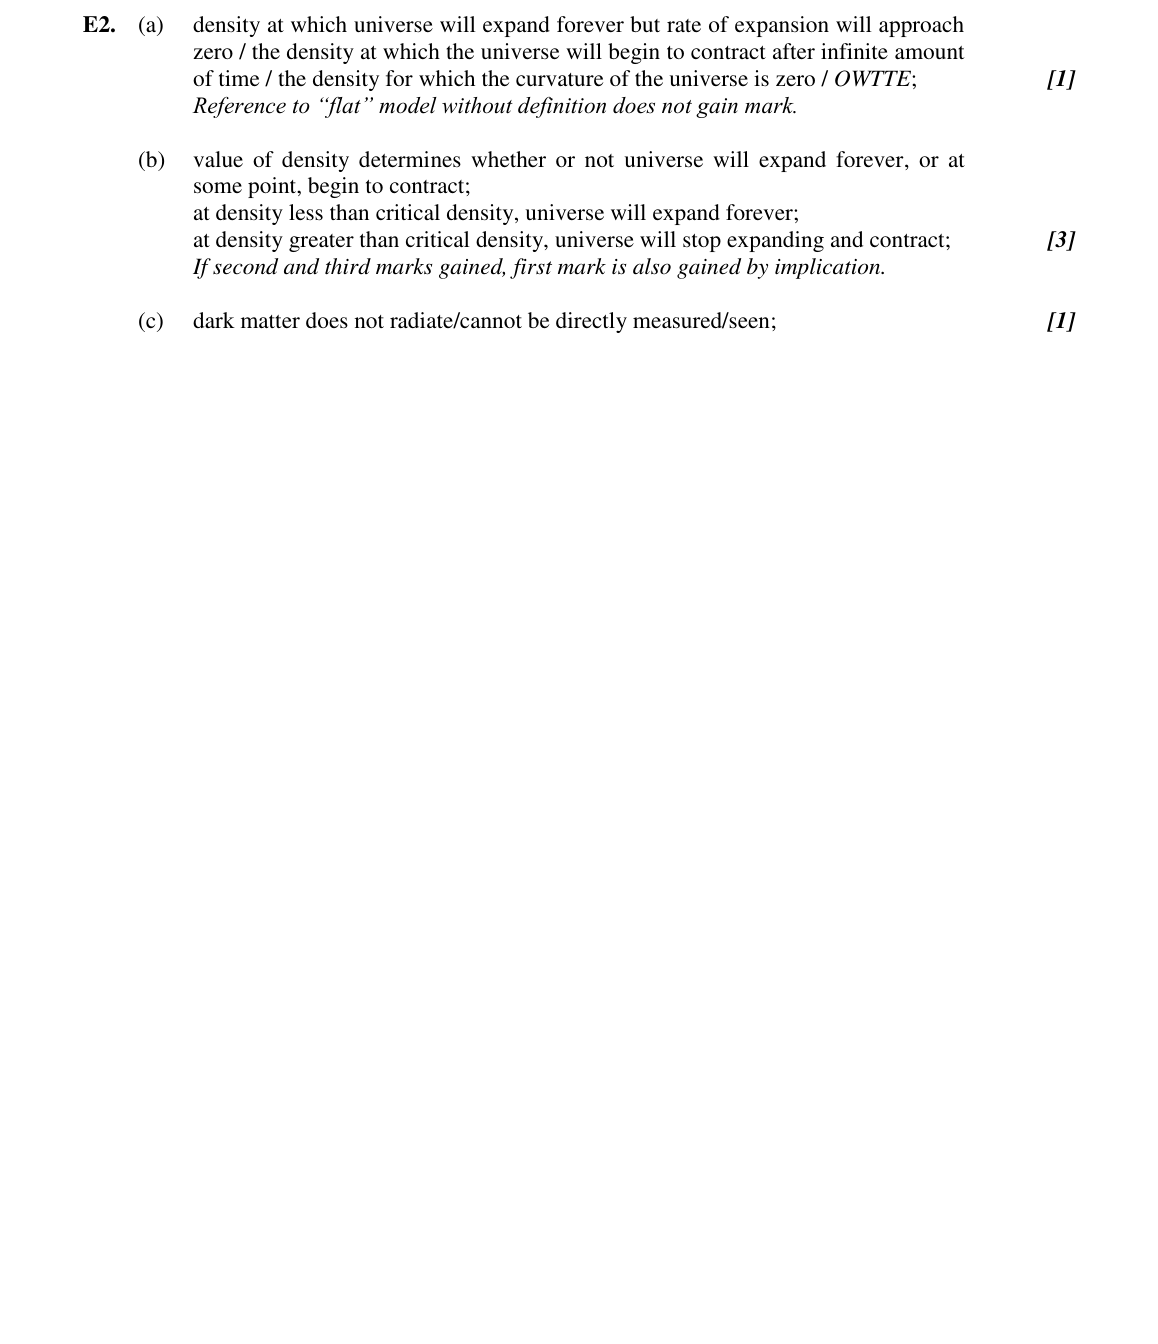 E2. (a) density at which universe will expand forever but rate of expansion will approach
zero / the density at which the universe will begin to contract after infinite amount
of time / the density for which the curvature of the universe is zero / OWTTE; [1]
Reference to “flat” model without definition does not gain mark.
(b) value of density determines whether or not universe will expand forever, or at
some point, begin to contract;
at density less than critical density, universe will expand forever;
at density greater than critical density, universe will stop expanding and contract; [3]
If second and third marks gained, first mark is also gained by implication.
(c) dark matter does not radiate/cannot be directly measured/seen; [1]